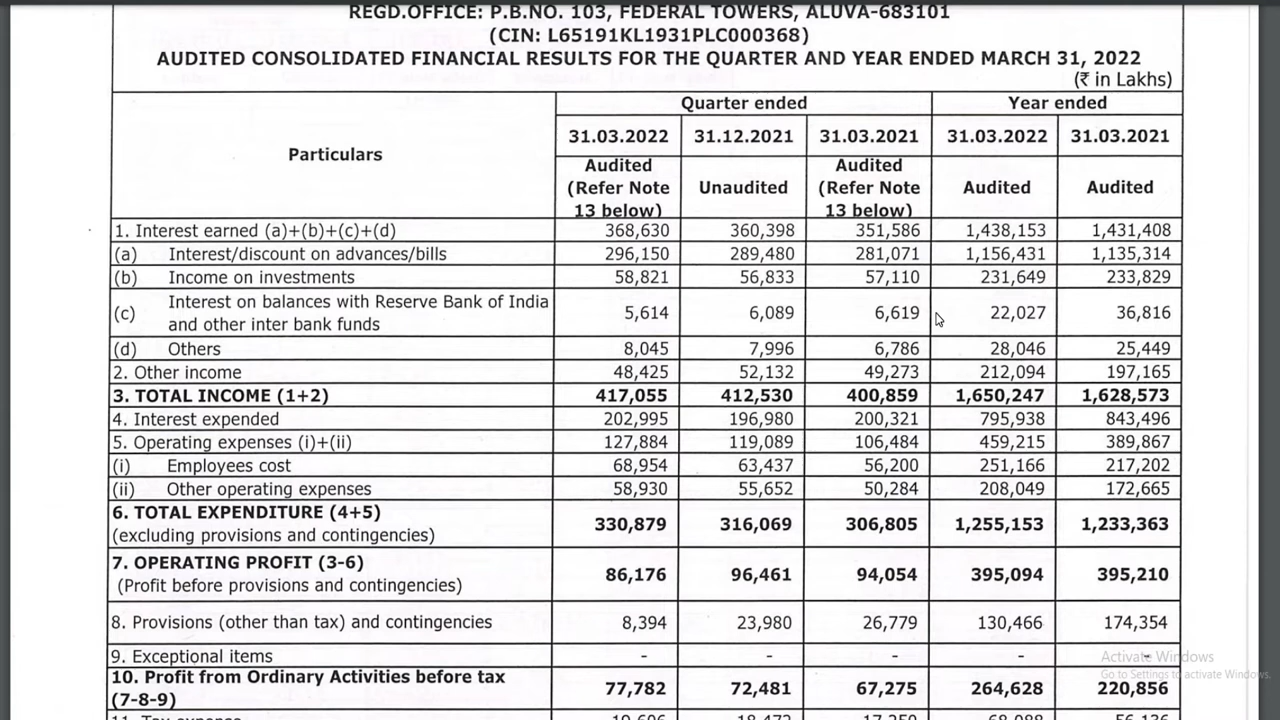 REGD.OFFICE: P.B.NO. 103, FEDERAL TOWERS, ALUVA-683101
(CIN: L65191KL1931PLC000368)
AUDITED CONSOLIDATED FINANCIAL RESULTS FOR THE QUARTER AND YEAR ENDED MARCH 31, 2022
(₹ in Lakhs)
Particulars Quarter ended Year ended
31.03.2022 31.12.2021 31.03.2021 31.03.2022 31.03.2021
Audited (Refer Note 13 below) Unaudited Audited (Refer Note 13 below) Audited Audited
1. Interest earned (a)+(b)+(c)+(d) 368,630 360,398 351,586 1,438,153 1,431,408
(a) Interest/discount on advances/bills 296,150 289,480 281,071 1,156,431 1,135,314
(b) Income on investments 58,821 56,833 57,110 231,649 233,829
(c) Interest on balances with Reserve Bank of India and other inter bank funds 5,614 6,089 6,619 22,027 36,816
(d) Others 8,045 7,996 6,786 28,046 25,449
2. Other income 48,425 52,132 49,273 212,094 197,165
3. TOTAL INCOME (1+2) 417,055 412,530 400,859 1,650,247 1,628,573
4. Interest expended 202,995 196,980 200,321 795,938 843,496
5. Operating expenses (i)+(ii) 127,884 119,089 106,484 459,215 389,867
(i) Employees cost 68,954 63,437 56,200 251,166 217,202
(ii) Other operating expenses 58,930 55,652 50,284 208,049 172,665
6. TOTAL EXPENDITURE (4+5) (excluding provisions and contingencies) 330,879 316,069 306,805 1,255,153 1,233,363
7. OPERATING PROFIT (3-6) (Profit before provisions and contingencies) 86,176 96,461 94,054 395,094 395,210
8. Provisions (other than tax) and contingencies 8,394 23,980 26,779 130,466 174,354
9. Exceptional items - - - - -
10. Profit from Ordinary Activities before tax (7-8-9) 77,782 72,481 67,275 264,628 220,856
11. Tax expense 19,606 18,472 17,250 68,088 56,136
Activate Windows
Go to Settings to activate Windows.